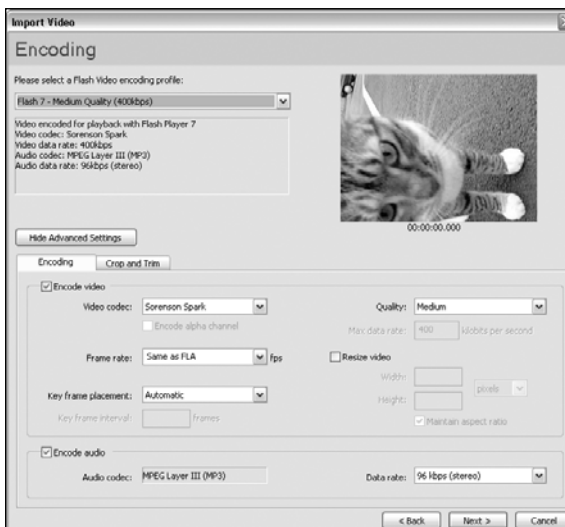 Import Video
Encoding
Please select a Flash Video encoding profile:
Flash 7 - Medium Quality (400kbps)
Video encoded for playback with Flash Player 7
Video codec: Sorenson Spark
Video data rate: 400kbps
Audio codec: MPEG Layer III (MP3)
Audio data rate: 96kbps (stereo)
00:00:00.000
Hide Advanced Settings
Encoding Crop and Trim
Encode video
Video codec: Sorenson Spark Quality: Medium
Encode alpha channel Max data rate: 400 kilobits per second
Frame rate: Same as FLA fps Resize video
Width:
Key frame placement: Automatic Height: pixels
Key frame interval: frames Maintain aspect ratio
Encode audio
Audio codec: MPEG Layer III (MP3) Data rate: 96 kbps (stereo)
< Back Next > Cancel